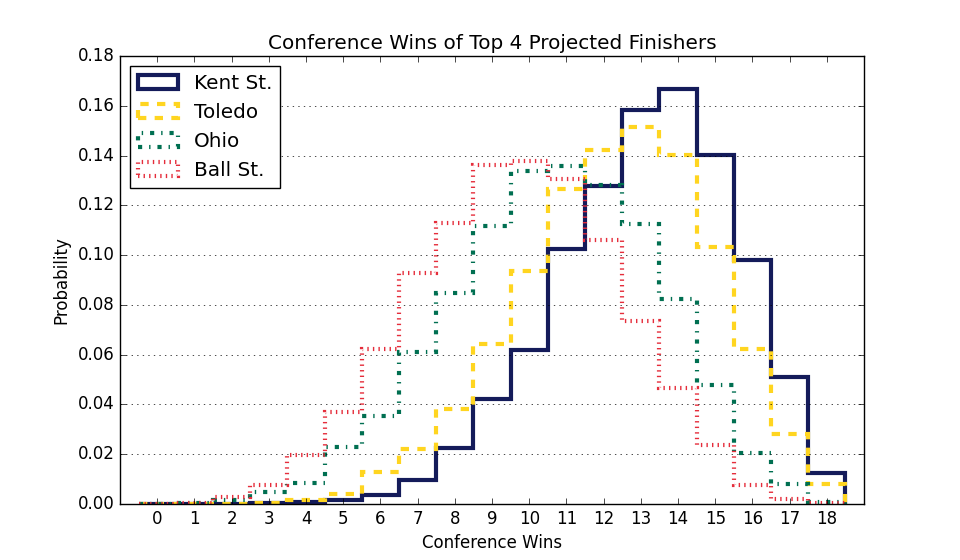 Conference Wins of Top 4 Projected Finishers
0.18
0.16
0.14
0.12
0.10
0.08
0.06
0.04
0.02
0.00
Probability
Kent St.
Toledo
Ohio
Ball St.
0 1 2 3 4 5 6 7 8 9 10 11 12 13 14 15 16 17 18
Conference Wins